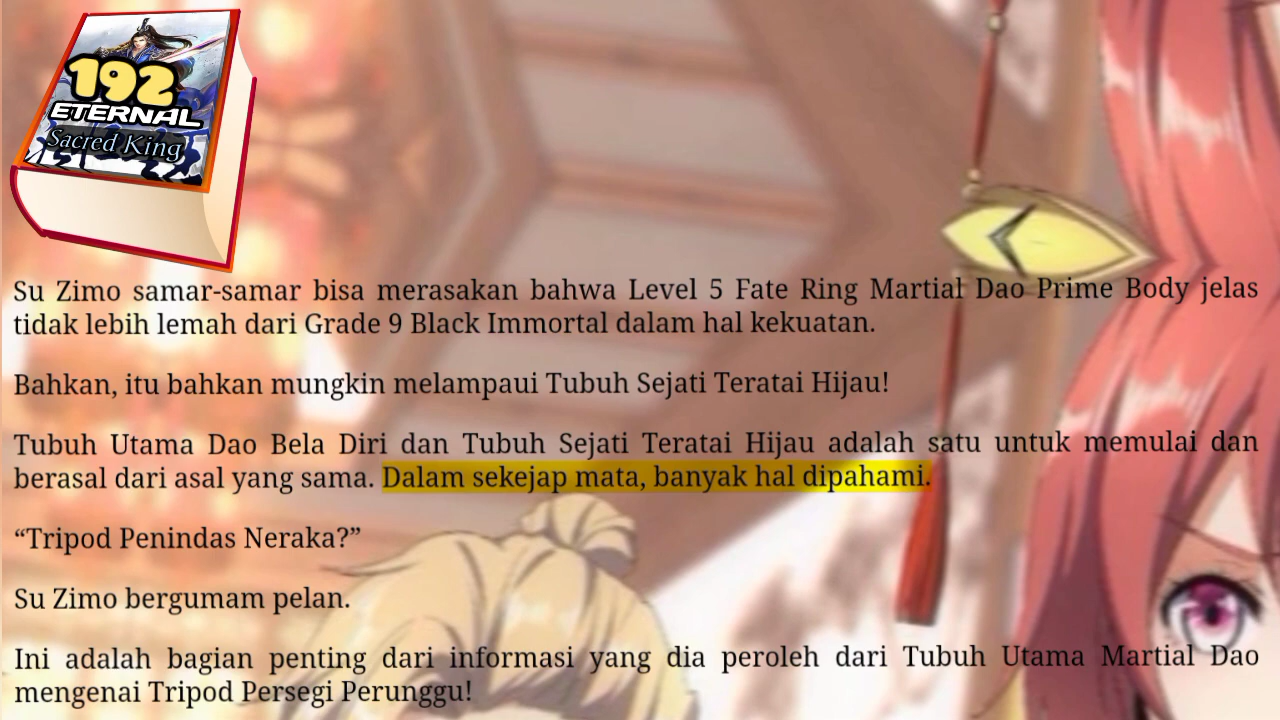 192
ETERNAL
Sacred King
Su Zimo samar-samar bisa merasakan bahwa Level 5 Fate Ring Martial Dao Prime Body jelas
tidak lebih lemah dari Grade 9 Black Immortal dalam hal kekuatan.
Bahkan, itu bahkan mungkin melampaui Tubuh Sejati Teratai Hijau!
Tubuh Utama Dao Bela Diri dan Tubuh Sejati Teratai Hijau adalah satu untuk memulai dan
berasal dari asal yang sama. Dalam sekejap mata, banyak hal dipahami.
“Tripod Penindas Neraka?”
Su Zimo bergumam pelan.
Ini adalah bagian penting dari informasi yang dia peroleh dari Tubuh Utama Martial Dao
mengenai Tripod Persegi Perunggu!